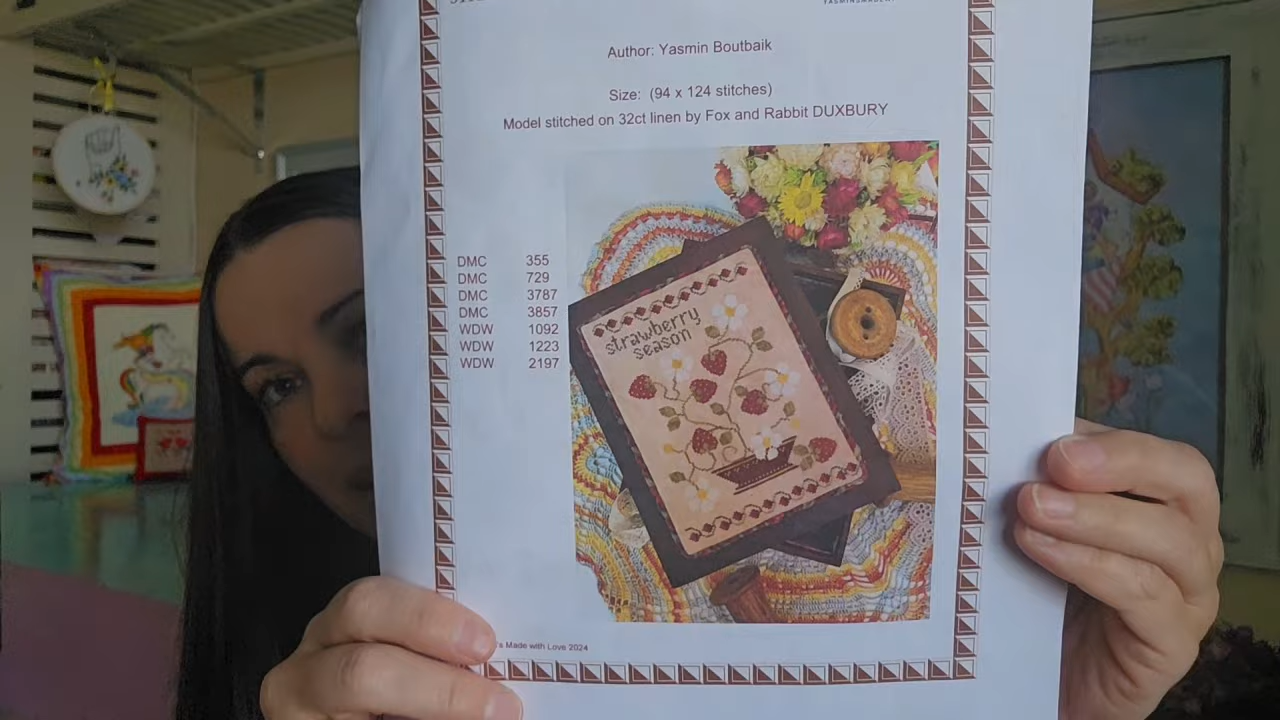 Author: Yasmin Boutbaik
Size: (94 x 124 stitches)
Model stitched on 32ct linen by Fox and Rabbit DUXBURY
DMC 355
DMC 729
DMC 3787
DMC 3857
WDW 1092
WDW 1223
WDW 2197
strawberry
season
's Made with Love 2024